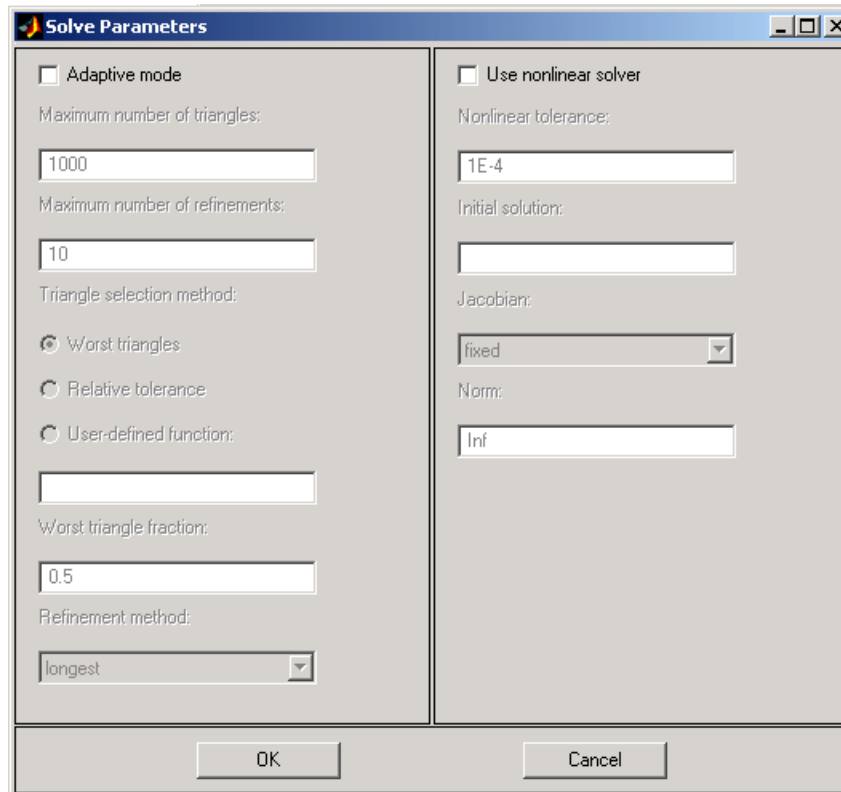 Solve Parameters
Adaptive mode
Maximum number of triangles:
1000
Maximum number of refinements:
10
Triangle selection method:
Worst triangles
Relative tolerance
User-defined function:
Worst triangle fraction:
0.5
Refinement method:
longest
Use nonlinear solver
Nonlinear tolerance:
1E-4
Initial solution:
Jacobian:
fixed
Norm:
Inf
OK
Cancel